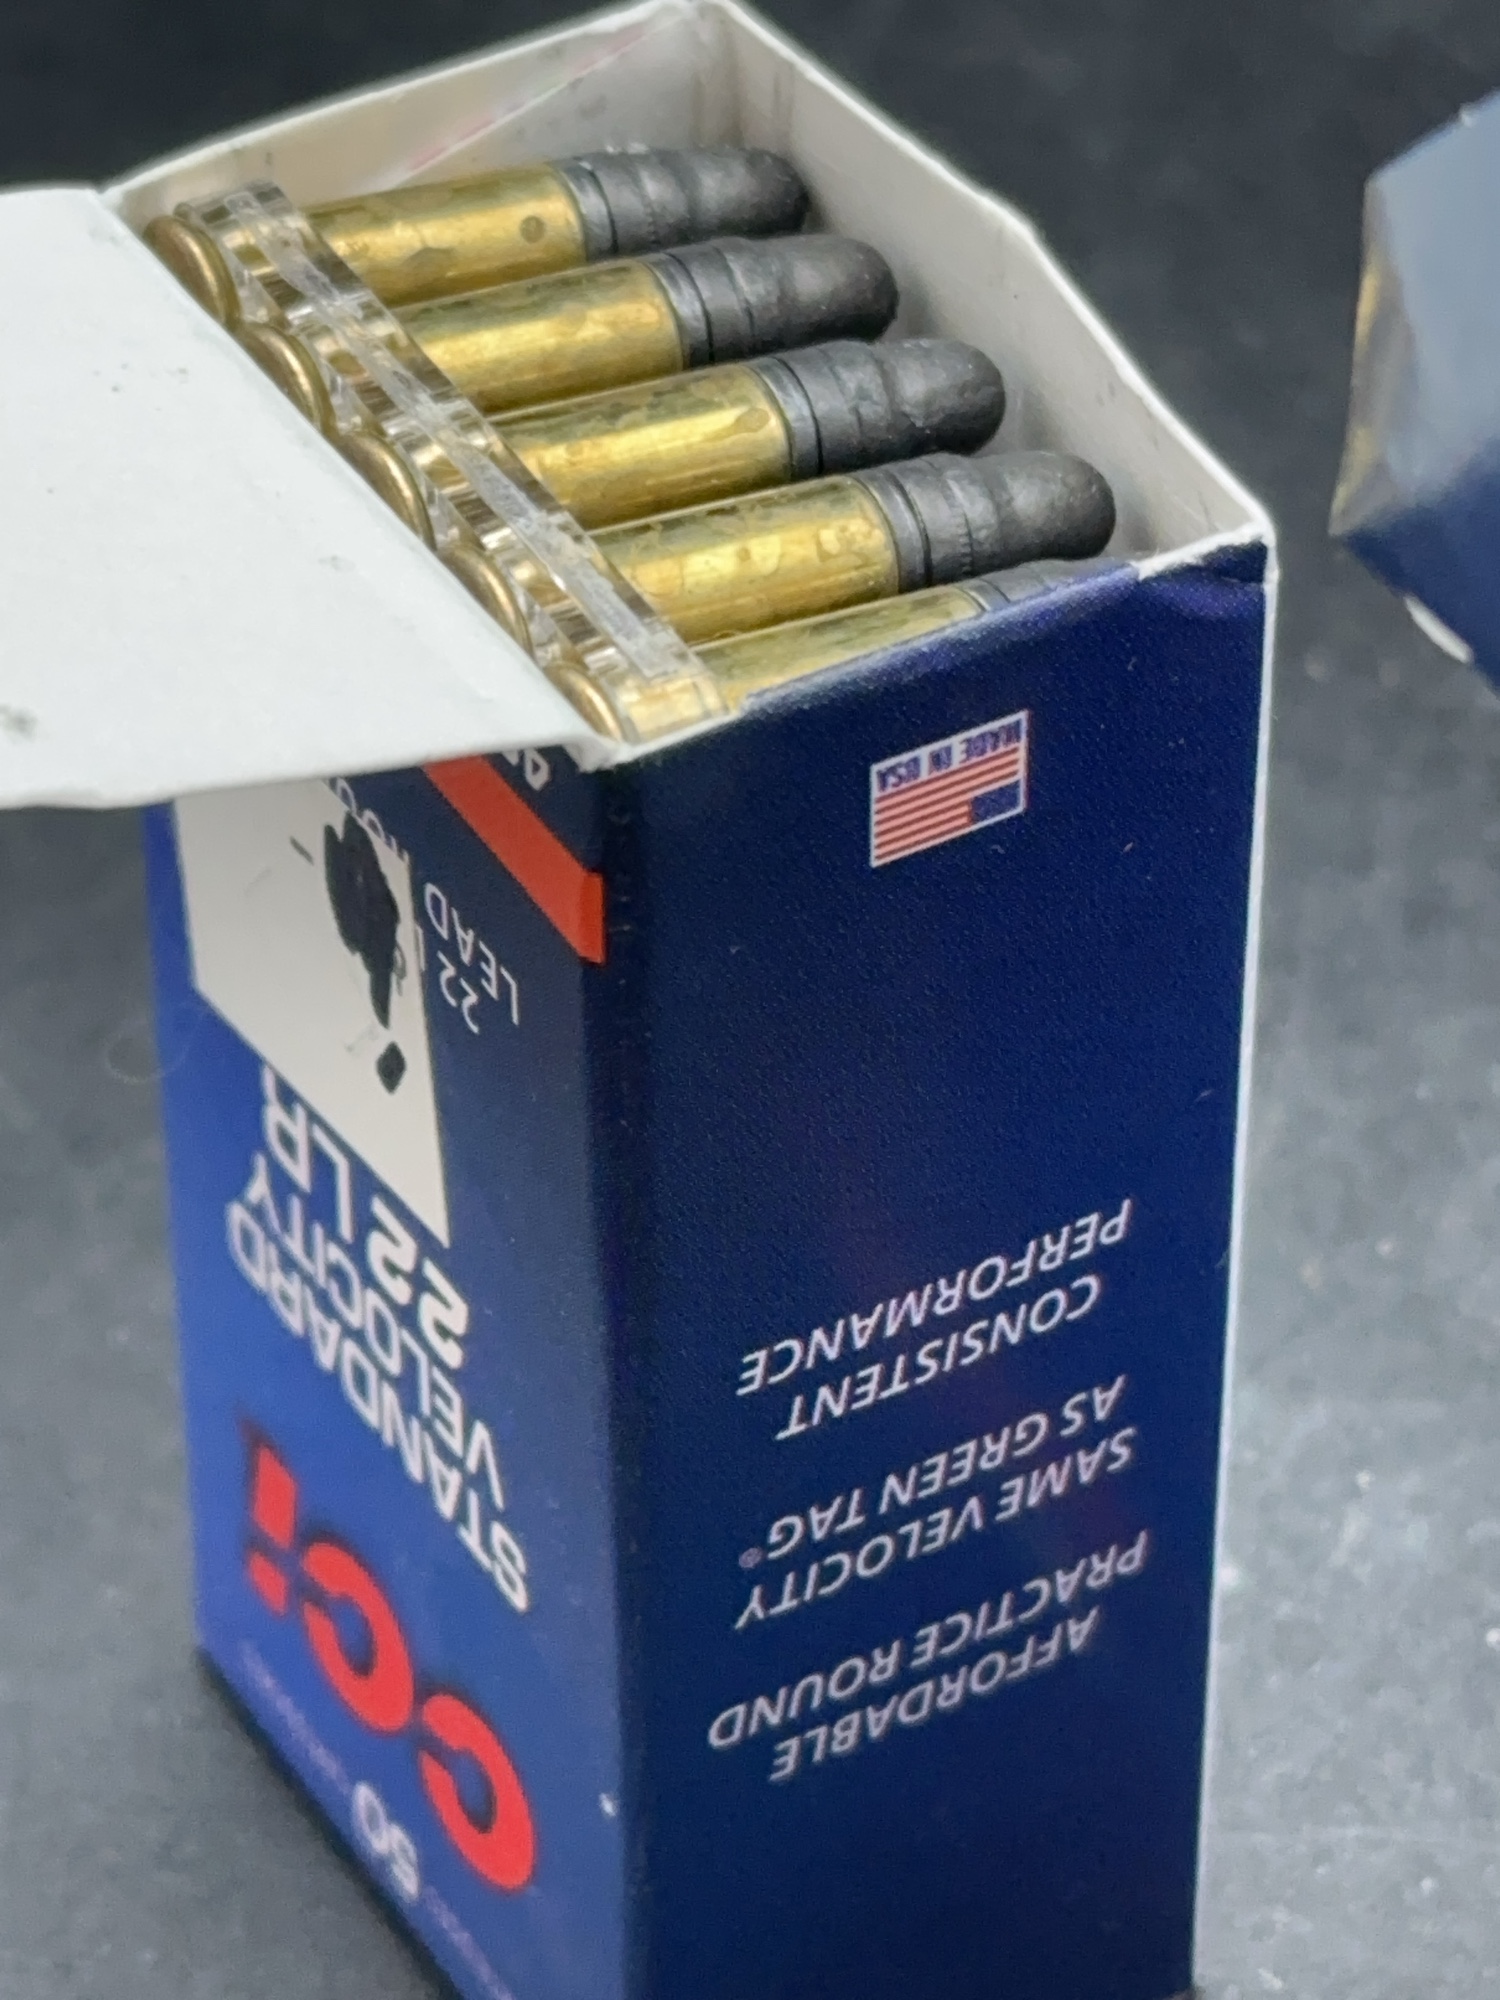 CCI
STANDARD
VELOCITY
22 LR
22
LEAD
50
AFFORDABLE
PRACTICE ROUND
SAME VELOCITY
AS GREEN TAG®
CONSISTENT
PERFORMANCE
MADE IN USA